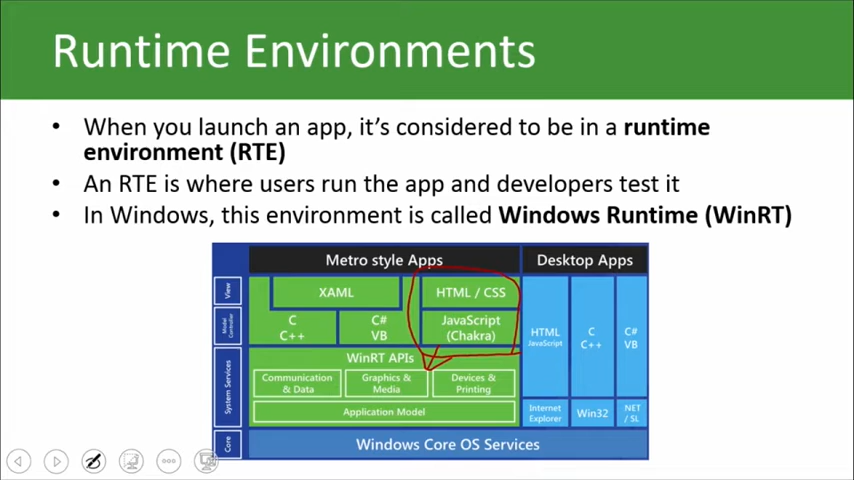 Runtime Environments
• When you launch an app, it's considered to be in a runtime
environment (RTE)
• An RTE is where users run the app and developers test it
• In Windows, this environment is called Windows Runtime (WinRT)
Metro style Apps
Desktop Apps
View
XAML
HTML / CSS
Model
Controller
C
C++
C#
VB
JavaScript
(Chakra)
HTML
JavaScript
C
C++
C#
VB
System Services
WinRT APIs
Communication
& Data
Graphics &
Media
Devices &
Printing
Application Model
Internet
Explorer
Win32
NET
/ SL
Core
Windows Core OS Services